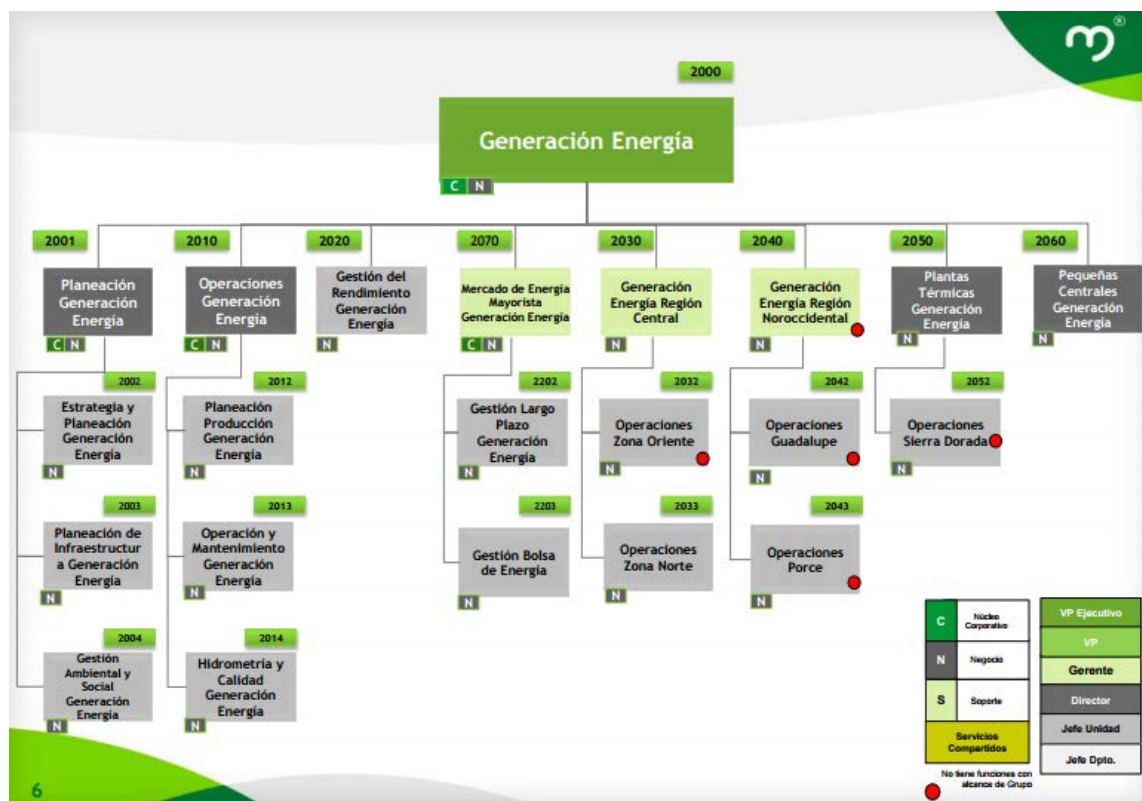 m®
2000
Generación Energía
C N
2001
2010
2020
2070
2030
2040
2050
2060
Planeación
Generación
Energía
C N
Operaciones
Generación
Energía
C N
Gestión del
Rendimiento
Generación
Energía
N
Mercado de Energía
Mayorista
Generación Energía
C N
Generación
Energía Región
Central
N
Generación
Energía Región
Noroccidental
N
Plantas
Térmicas
Generación
Energía
N
Pequeñas
Centrales
Generación
Energía
N
2002
2012
2202
2032
2042
2052
Estrategia y
Planeación
Generación
Energía
N
Planeación
Producción
Generación
Energía
N
Gestión Largo
Plazo
Generación
Energía
N
Operaciones
Zona Oriente
N
Operaciones
Guadalupe
N
Operaciones
Sierra Dorada
N
2003
2013
2203
2033
2043
Planeación de
Infraestructur
a Generación
Energía
N
Operación y
Mantenimiento
Generación
Energía
N
Gestión Bolsa
de Energía
N
Operaciones
Zona Norte
N
Operaciones
Porce
N
2004
2014
Gestión
Ambiental y
Social
Generación
Energía
N
Hidrometría y
Calidad
Generación
Energía
N
C
Núcleo
Corporativo
N
Negocio
S
Soporte
Servicios
Compartidos
VP Ejecutivo
VP
Gerente
Director
Jefe Unidad
Jefe Dpto.
No tiene funciones con
alcance de Grupo
6